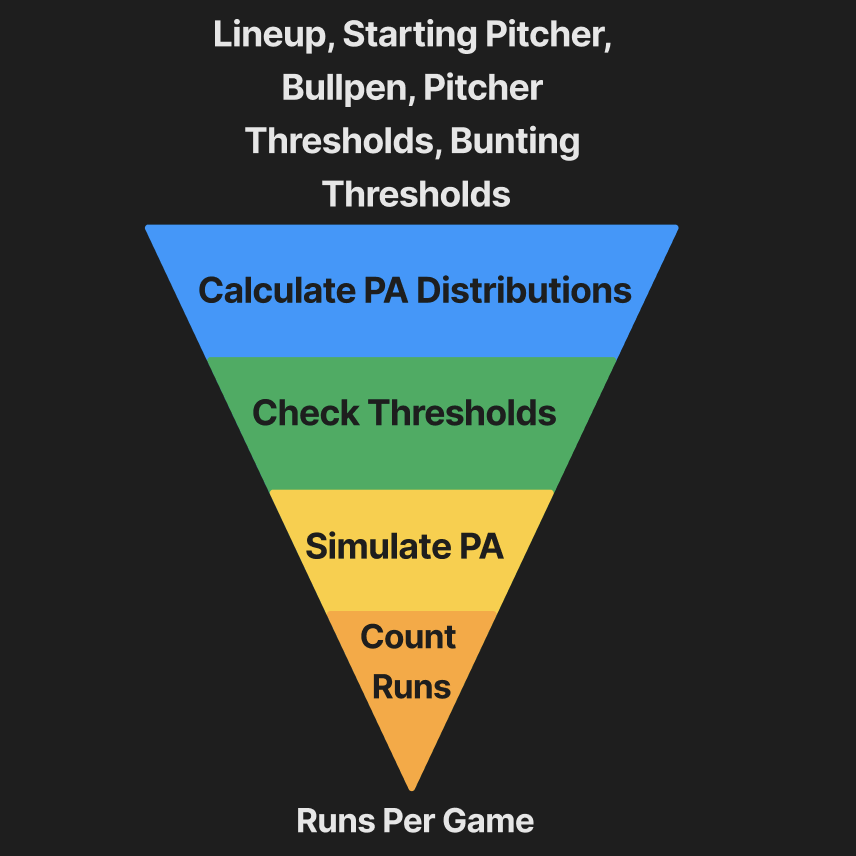 Lineup, Starting Pitcher,
Bullpen, Pitcher
Thresholds, Bunting
Thresholds
Calculate PA Distributions
Check Thresholds
Simulate PA
Count
Runs
Runs Per Game